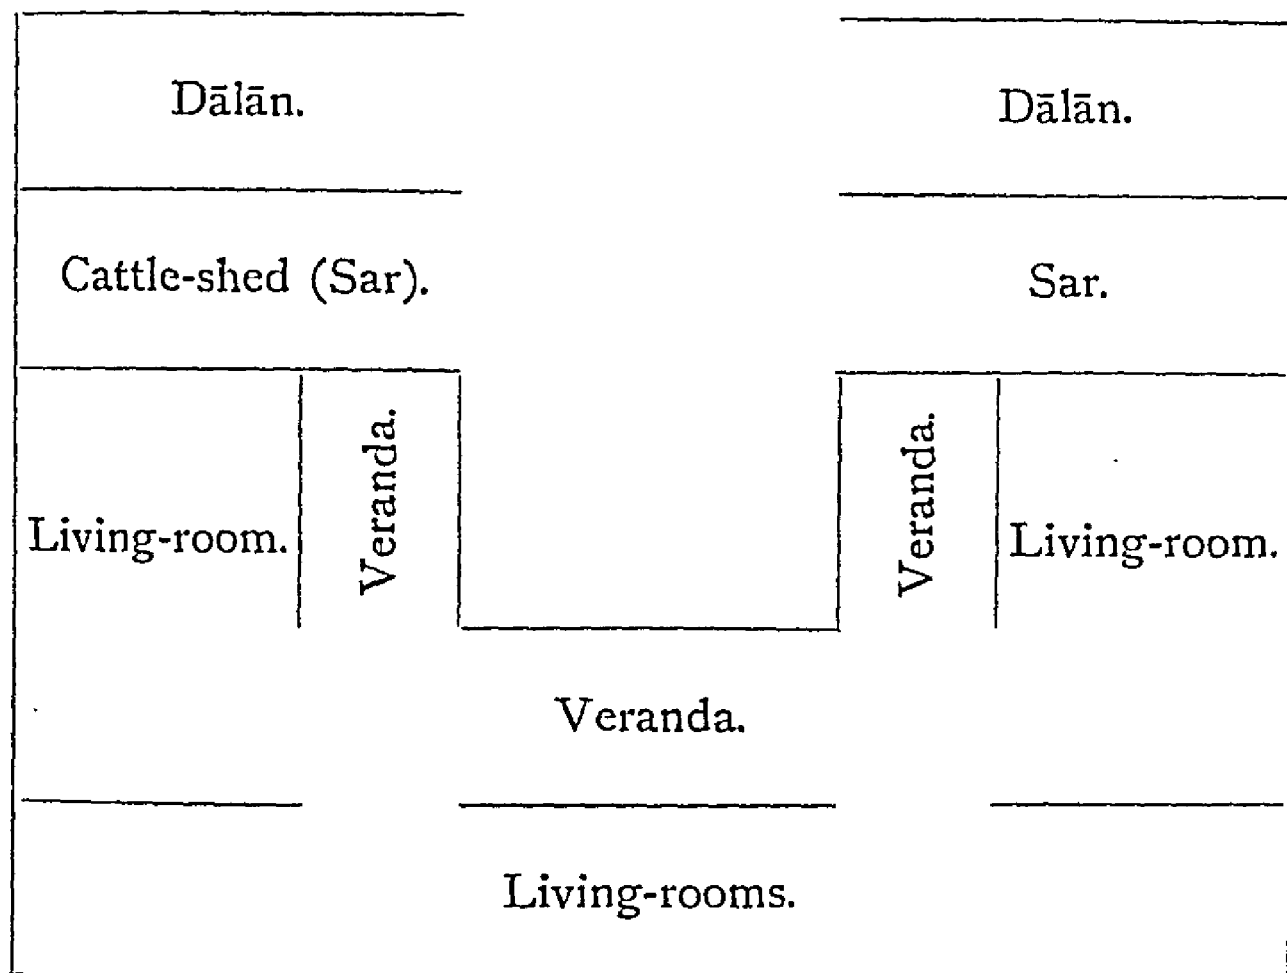 Dālān.
Dālān.
Cattle-shed (Sar).
Sar.
Living-room.
Veranda.
Veranda.
Living-room.
Veranda.
Living-rooms.